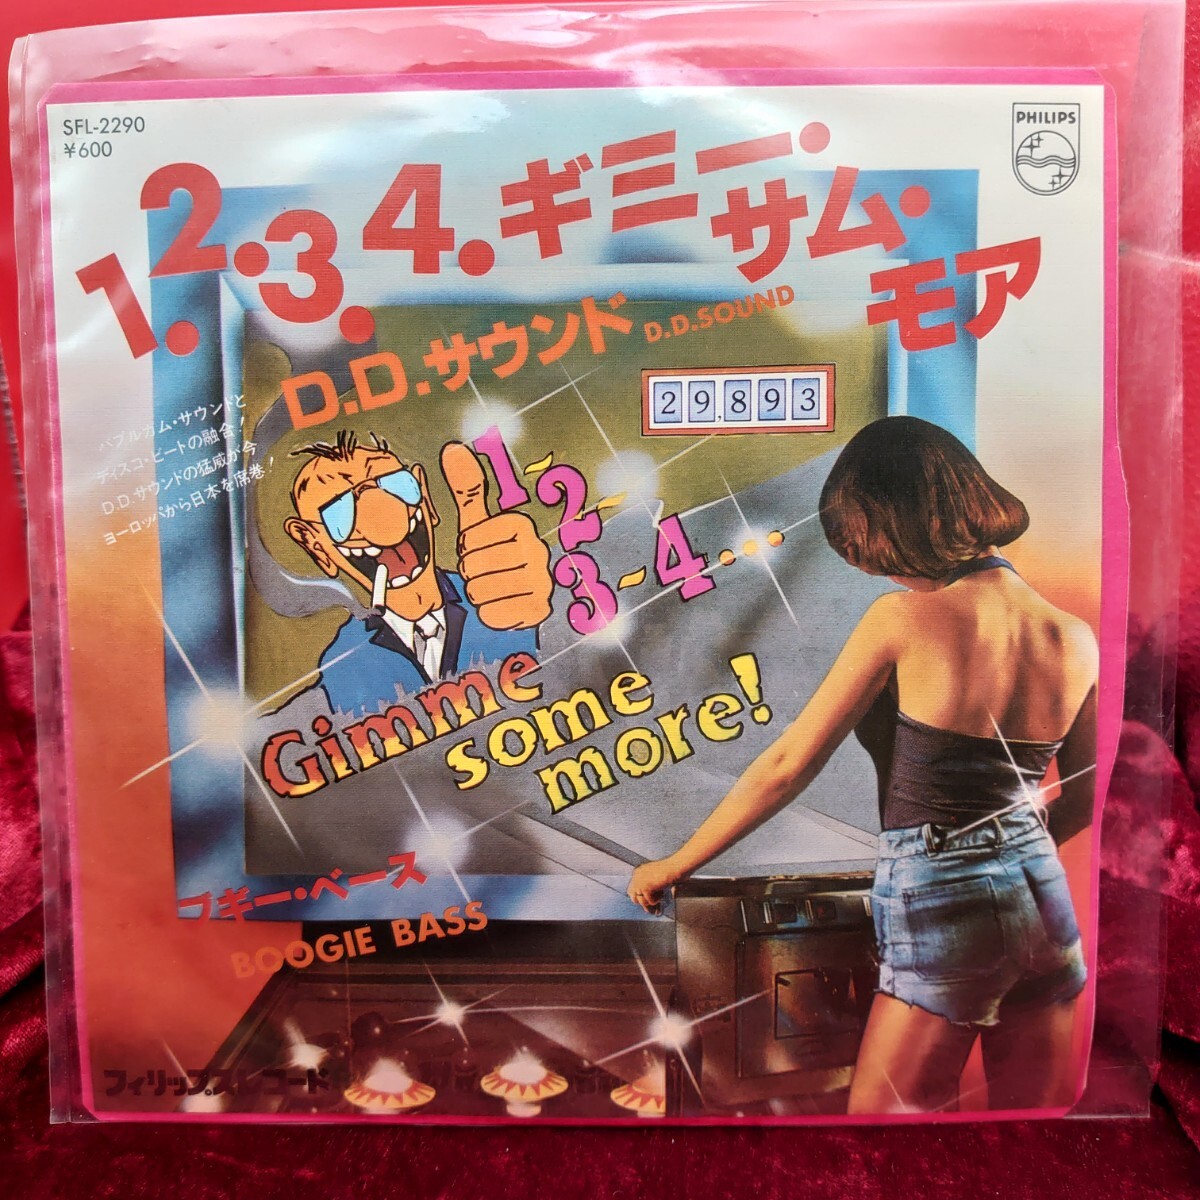 SFL-2290
¥600
PHILIPS
1.2.3.4.ギミー・
サム・
モア
D.D.サウンド
D.D.SOUND
29,893
バブルガム・サウンドと
ディスコ・ビートの融合!
D.D.サウンドの猛威が今
ヨーロッパから日本を席巻!
1-2-
3-4...
Gimme
some
more!
ブギー・ベース
BOOGIE BASS
フィリップスレコード